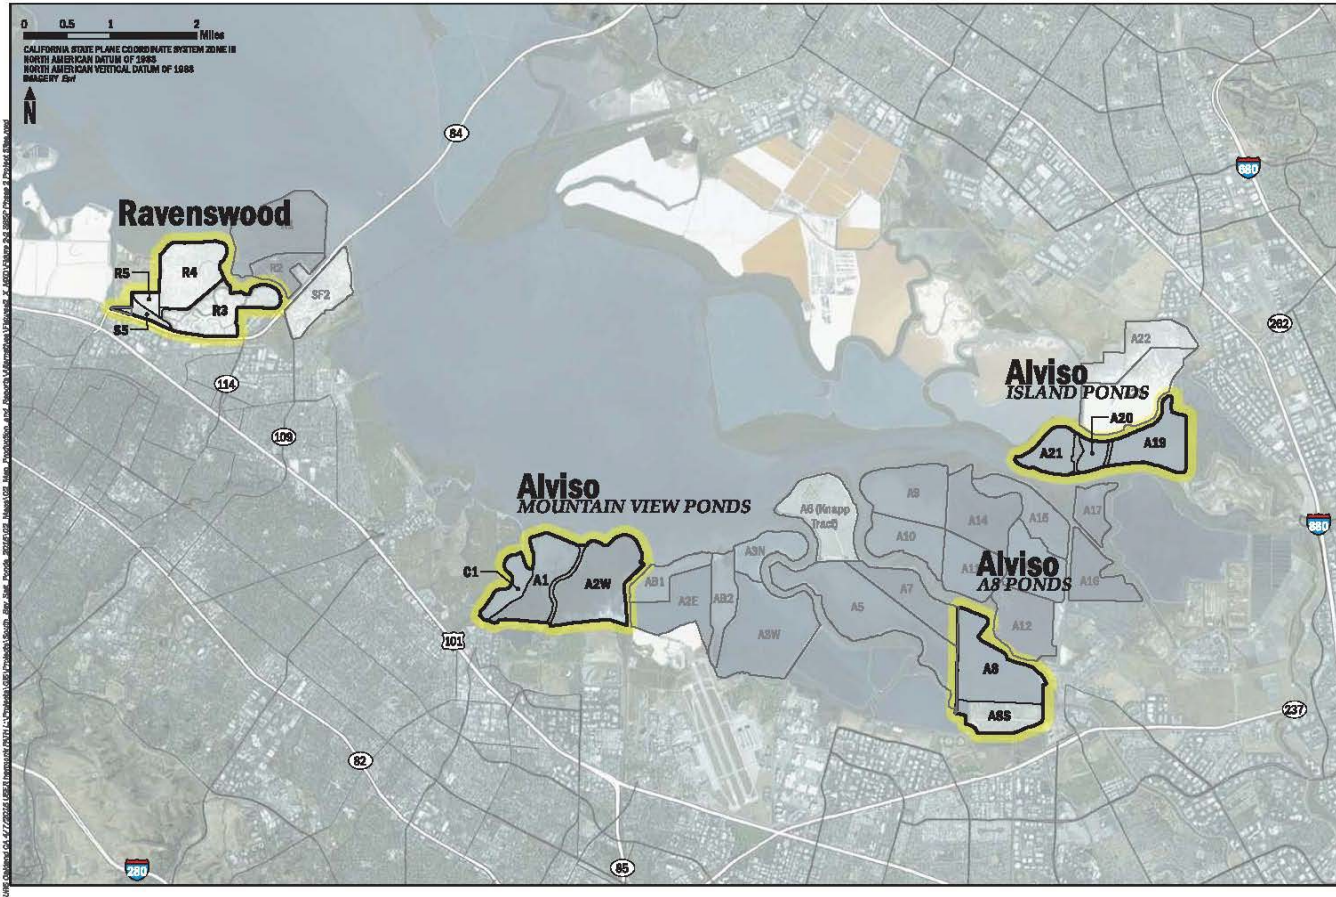 0 0.5 1 2
Miles
CALIFORNIA STATE PLANE COORDINATE SYSTEM ZONE III
NORTH AMERICAN DATUM OF 1983
NORTH AMERICAN VERTICAL DATUM OF 1988
IMAGERY Esri
N
84
680
Ravenswood
R1
R5
R4
R2
SF2
R3
S5
262
A22
114
Alviso
ISLAND PONDS
A20
109
A21
A19
Alviso
MOUNTAIN VIEW PONDS
A9
A17
A6 (Knapp
Tract)
A14
A15
880
A10
A3N
Alviso
A8 PONDS
C1
A1
A2W
AB1
A7
A16
A2E
AB2
A5
A12
101
A3W
A8
A8S
237
82
280
85